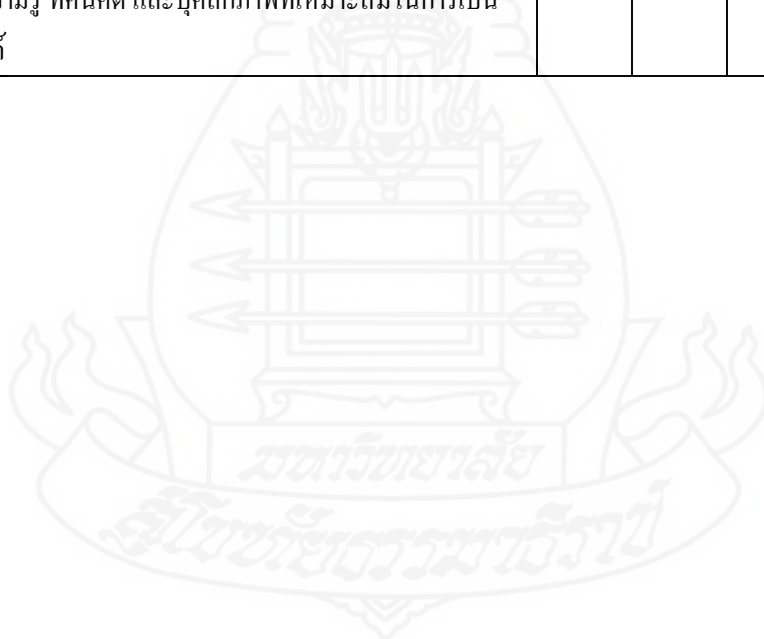 ามรู้ ทัศนคติ และบุคลิกภาพที่เหมาะสมในการเป็น
์
มหาวิทยาลัย
สุโขทัยธรรมาธิราช